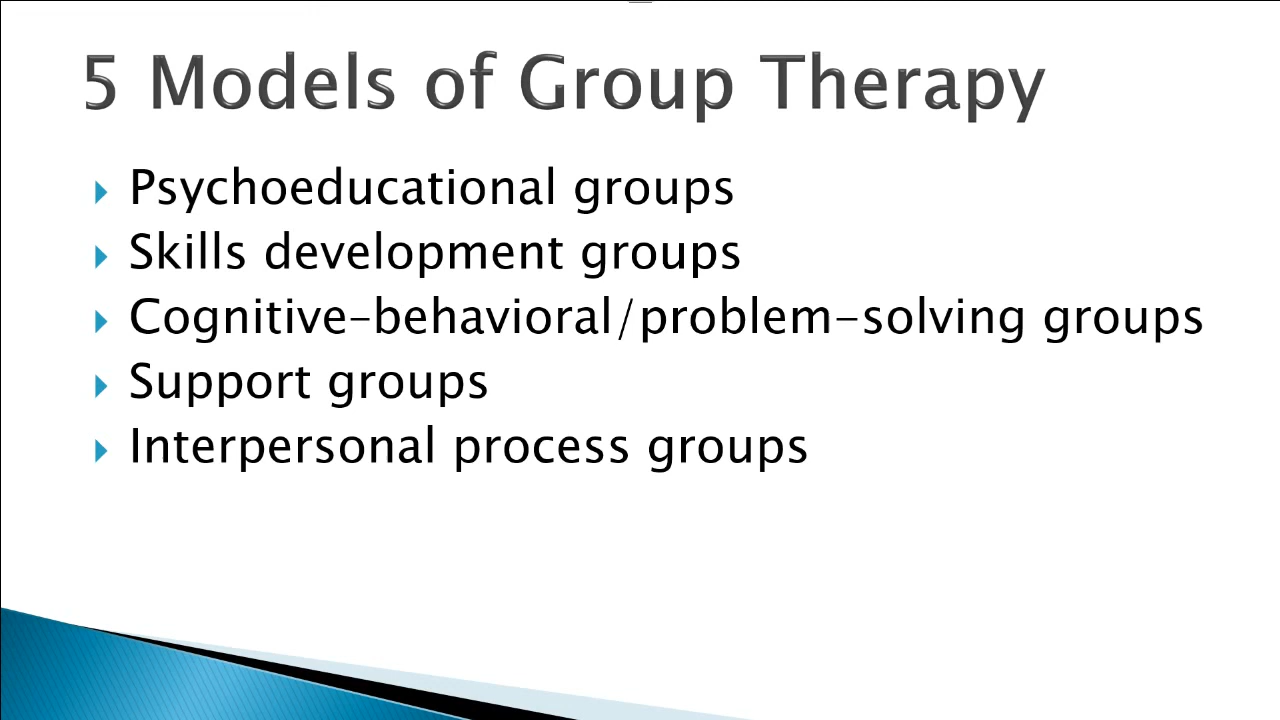 5 Models of Group Therapy
Psychoeducational groups
Skills development groups
Cognitive-behavioral/problem-solving groups
Support groups
Interpersonal process groups